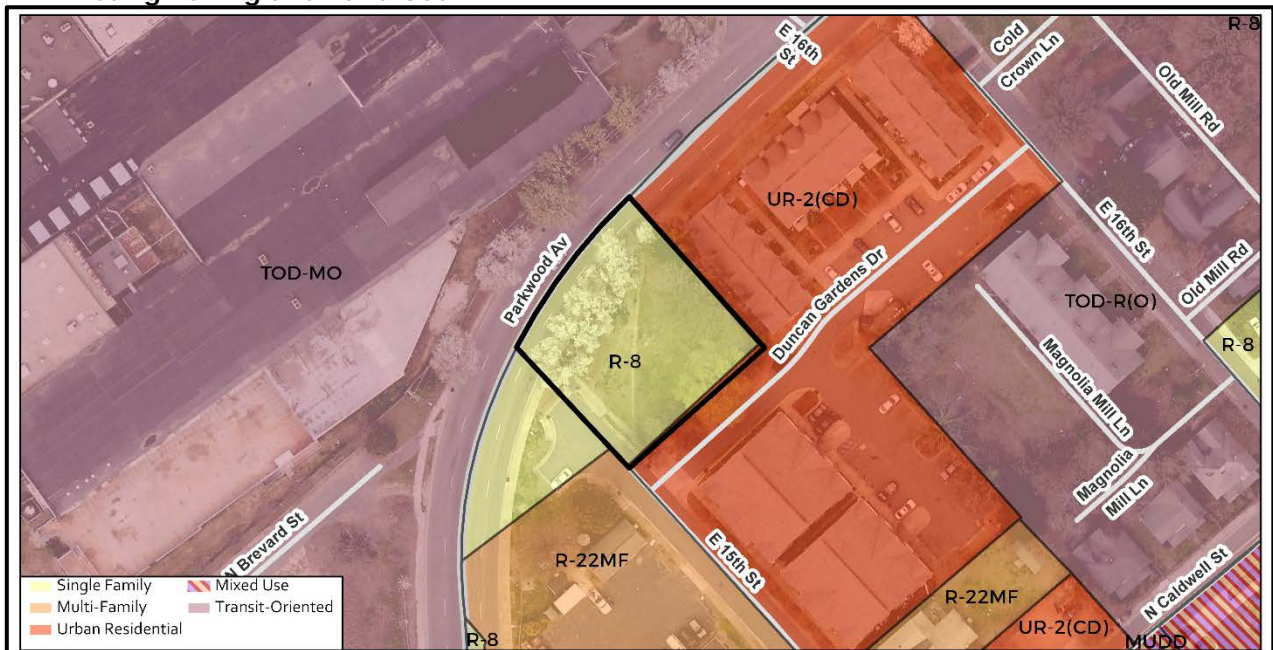 R-8
E 16th
St
Cold
Crown Ln
Old Mill Rd
UR-2(CD)
E 16th St
TOD-MO
Parkwood Av
Duncan Gardens Dr
TOD-R(O)
Old Mill Rd
R-8
R-8
Magnolia Mill Ln
Magnolia
Mill Ln
N Brevard St
R-22MF
E 15th St
R-22MF
N Caldwell St
UR-2(CD)
MUDD
R-8
Single Family
Multi-Family
Urban Residential
Mixed Use
Transit-Oriented